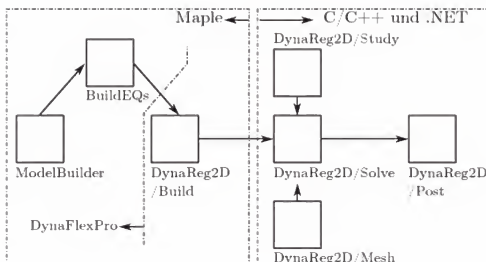 Maple
C/C++ und .NET
DynaReg2D/Study
BuildEQs
ModelBuilder
DynaReg2D
/Build
DynaReg2D/Solve
DynaReg2D
/Post
DynaFlexPro
DynaReg2D/Mesh